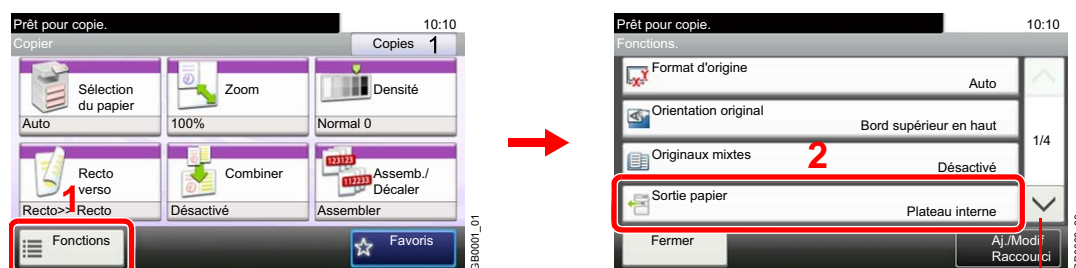 Prêt pour copie. 10:10
Copier Copies 1
Sélection
du papier
Auto
Zoom
100%
Densité
Normal 0
Recto
verso
Recto>> Recto
Combiner
Désactivé
123123
112233
Assemb./
Décaler
Assembler
1
Fonctions
Favoris
Prêt pour copie. 10:10
Fonctions.
Format d'origine
Auto
Orientation original
Bord supérieur en haut
1/4
Originaux mixtes
Désactivé
2
Sortie papier
Plateau interne
Fermer
Aj./Modif
Raccourci
GB0001_01